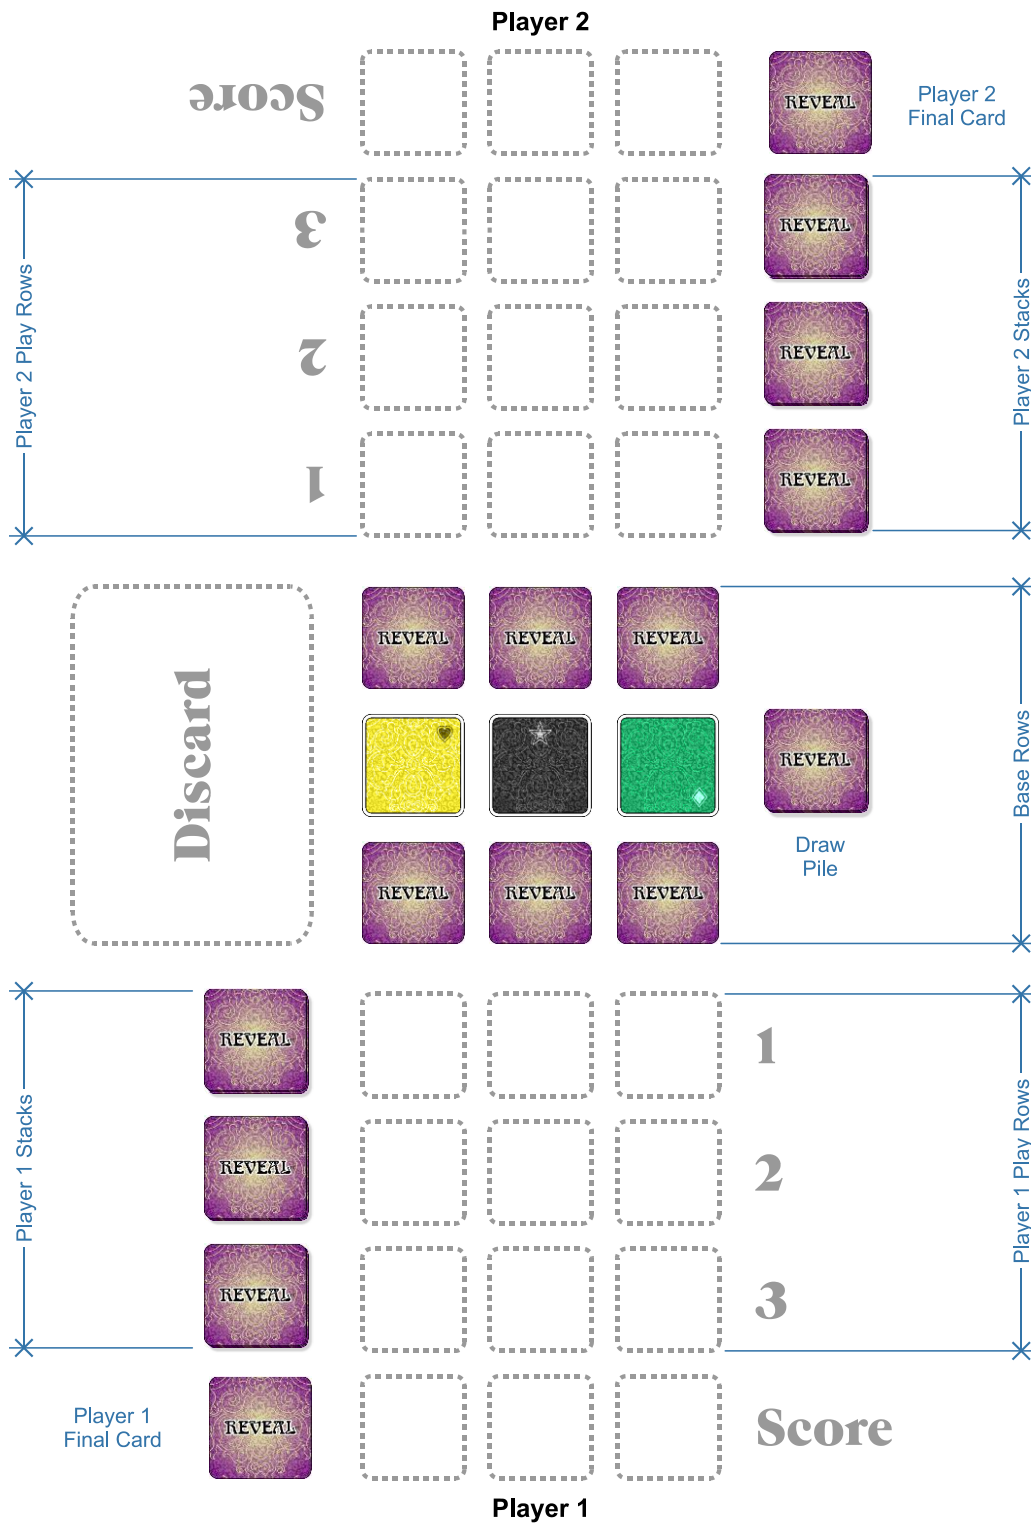 Player 2
Score
REVEAL
Player 2
Final Card
Player 2 Play Rows
3
REVEAL
2
REVEAL
1
REVEAL
Player 2 Stacks
Discard
REVEAL REVEAL REVEAL
REVEAL
Draw
Pile
REVEAL REVEAL REVEAL
Base Rows
Player 1 Stacks
REVEAL
1
REVEAL
2
REVEAL
3
Player 1 Play Rows
Player 1
Final Card
REVEAL
Score
Player 1